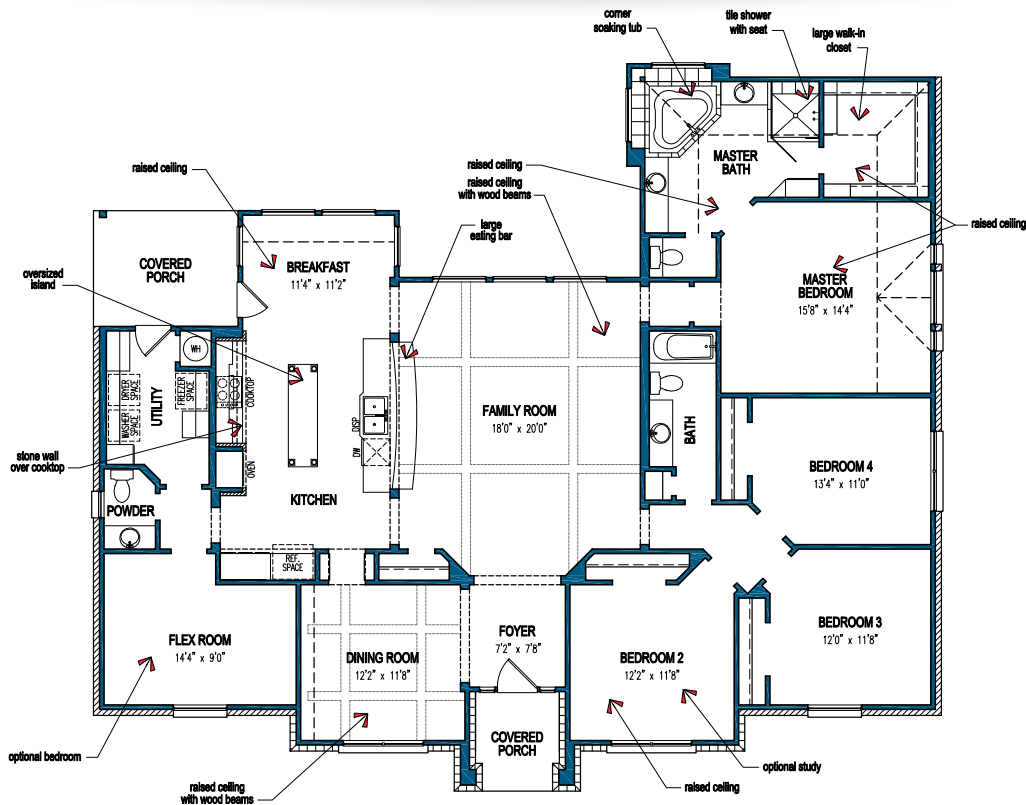 corner
soaking tub
tile shower
with seat
large walk-in
closet
raised ceiling
raised ceiling
raised ceiling
with wood beams
MASTER
BATH
large
eating bar
raised ceiling
oversized
island
COVERED
PORCH
BREAKFAST
11'4" x 11'2"
MASTER
BEDROOM
15'8" x 14'4"
WH
DRYER
SPACE
WASHER
SPACE
UTILITY
FREEZER
SPACE
COOKTOP
DISP
DW
OVEN
FAMILY ROOM
18'0" x 20'0"
BATH
stone wall
over cooktop
KITCHEN
BEDROOM 4
13'4" x 11'0"
POWDER
REF.
SPACE
FLEX ROOM
14'4" x 9'0"
DINING ROOM
12'2" x 11'8"
FOYER
7'2" x 7'8"
BEDROOM 2
12'2" x 11'8"
BEDROOM 3
12'0" x 11'8"
COVERED
PORCH
optional bedroom
raised ceiling
with wood beams
optional study
raised ceiling